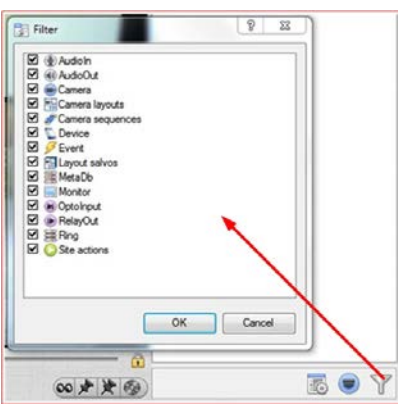 Filter
AudioIn
AudioOut
Camera
Camera layouts
Camera sequences
Device
Event
Layout salvos
MetaDb
Monitor
OptoInput
RelayOut
Ring
Site actions
OK
Cancel